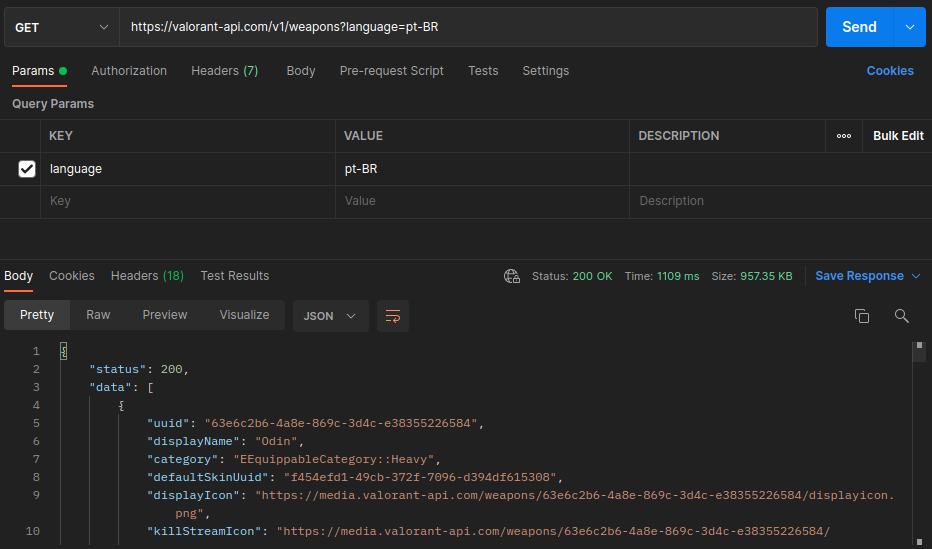 GET https://valorant-api.com/v1/weapons?language=pt-BR Send
Params Authorization Headers (7) Body Pre-request Script Tests Settings Cookies
Query Params
KEY VALUE DESCRIPTION ooo Bulk Edit
language pt-BR
Key Value Description
Body Cookies Headers (18) Test Results Status: 200 OK Time: 1109 ms Size: 957.35 KB Save Response
Pretty Raw Preview Visualize JSON
1 {
2 "status": 200,
3 "data": [
4 {
5 "uuid": "63e6c2b6-4a8e-869c-3d4c-e38355226584",
6 "displayName": "Odin",
7 "category": "EEquippableCategory::Heavy",
8 "defaultSkinUuid": "f454efd1-49cb-372f-7096-d394df615308",
9 "displayIcon": "https://media.valorant-api.com/weapons/63e6c2b6-4a8e-869c-3d4c-e38355226584/displayicon.
png",
10 "killStreamIcon": "https://media.valorant-api.com/weapons/63e6c2b6-4a8e-869c-3d4c-e38355226584/